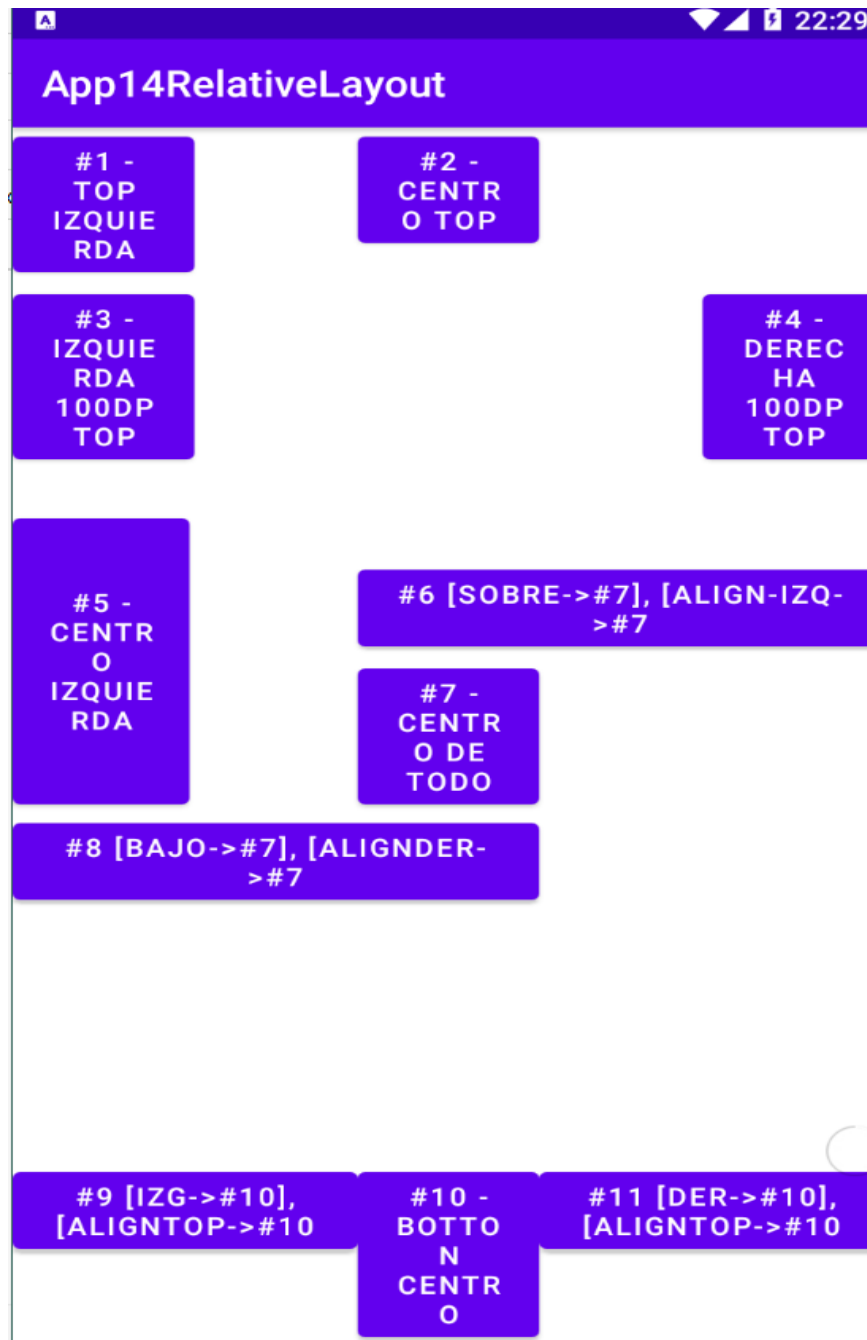 22:29
App14RelativeLayout
#1 -
TOP
IZQUIE
RDA
#2 -
CENTR
O TOP
#3 -
IZQUIE
RDA
100DP
TOP
#4 -
DEREC
HA
100DP
TOP
#5 -
CENTR
O
IZQUIE
RDA
#6 [SOBRE->#7], [ALIGN-IZQ-
>#7
#7 -
CENTR
O DE
TODO
#8 [BAJO->#7], [ALIGNDER-
>#7
#9 [IZG->#10],
[ALIGNTOP->#10
#10 -
BOTTO
N
CENTR
O
#11 [DER->#10],
[ALIGNTOP->#10